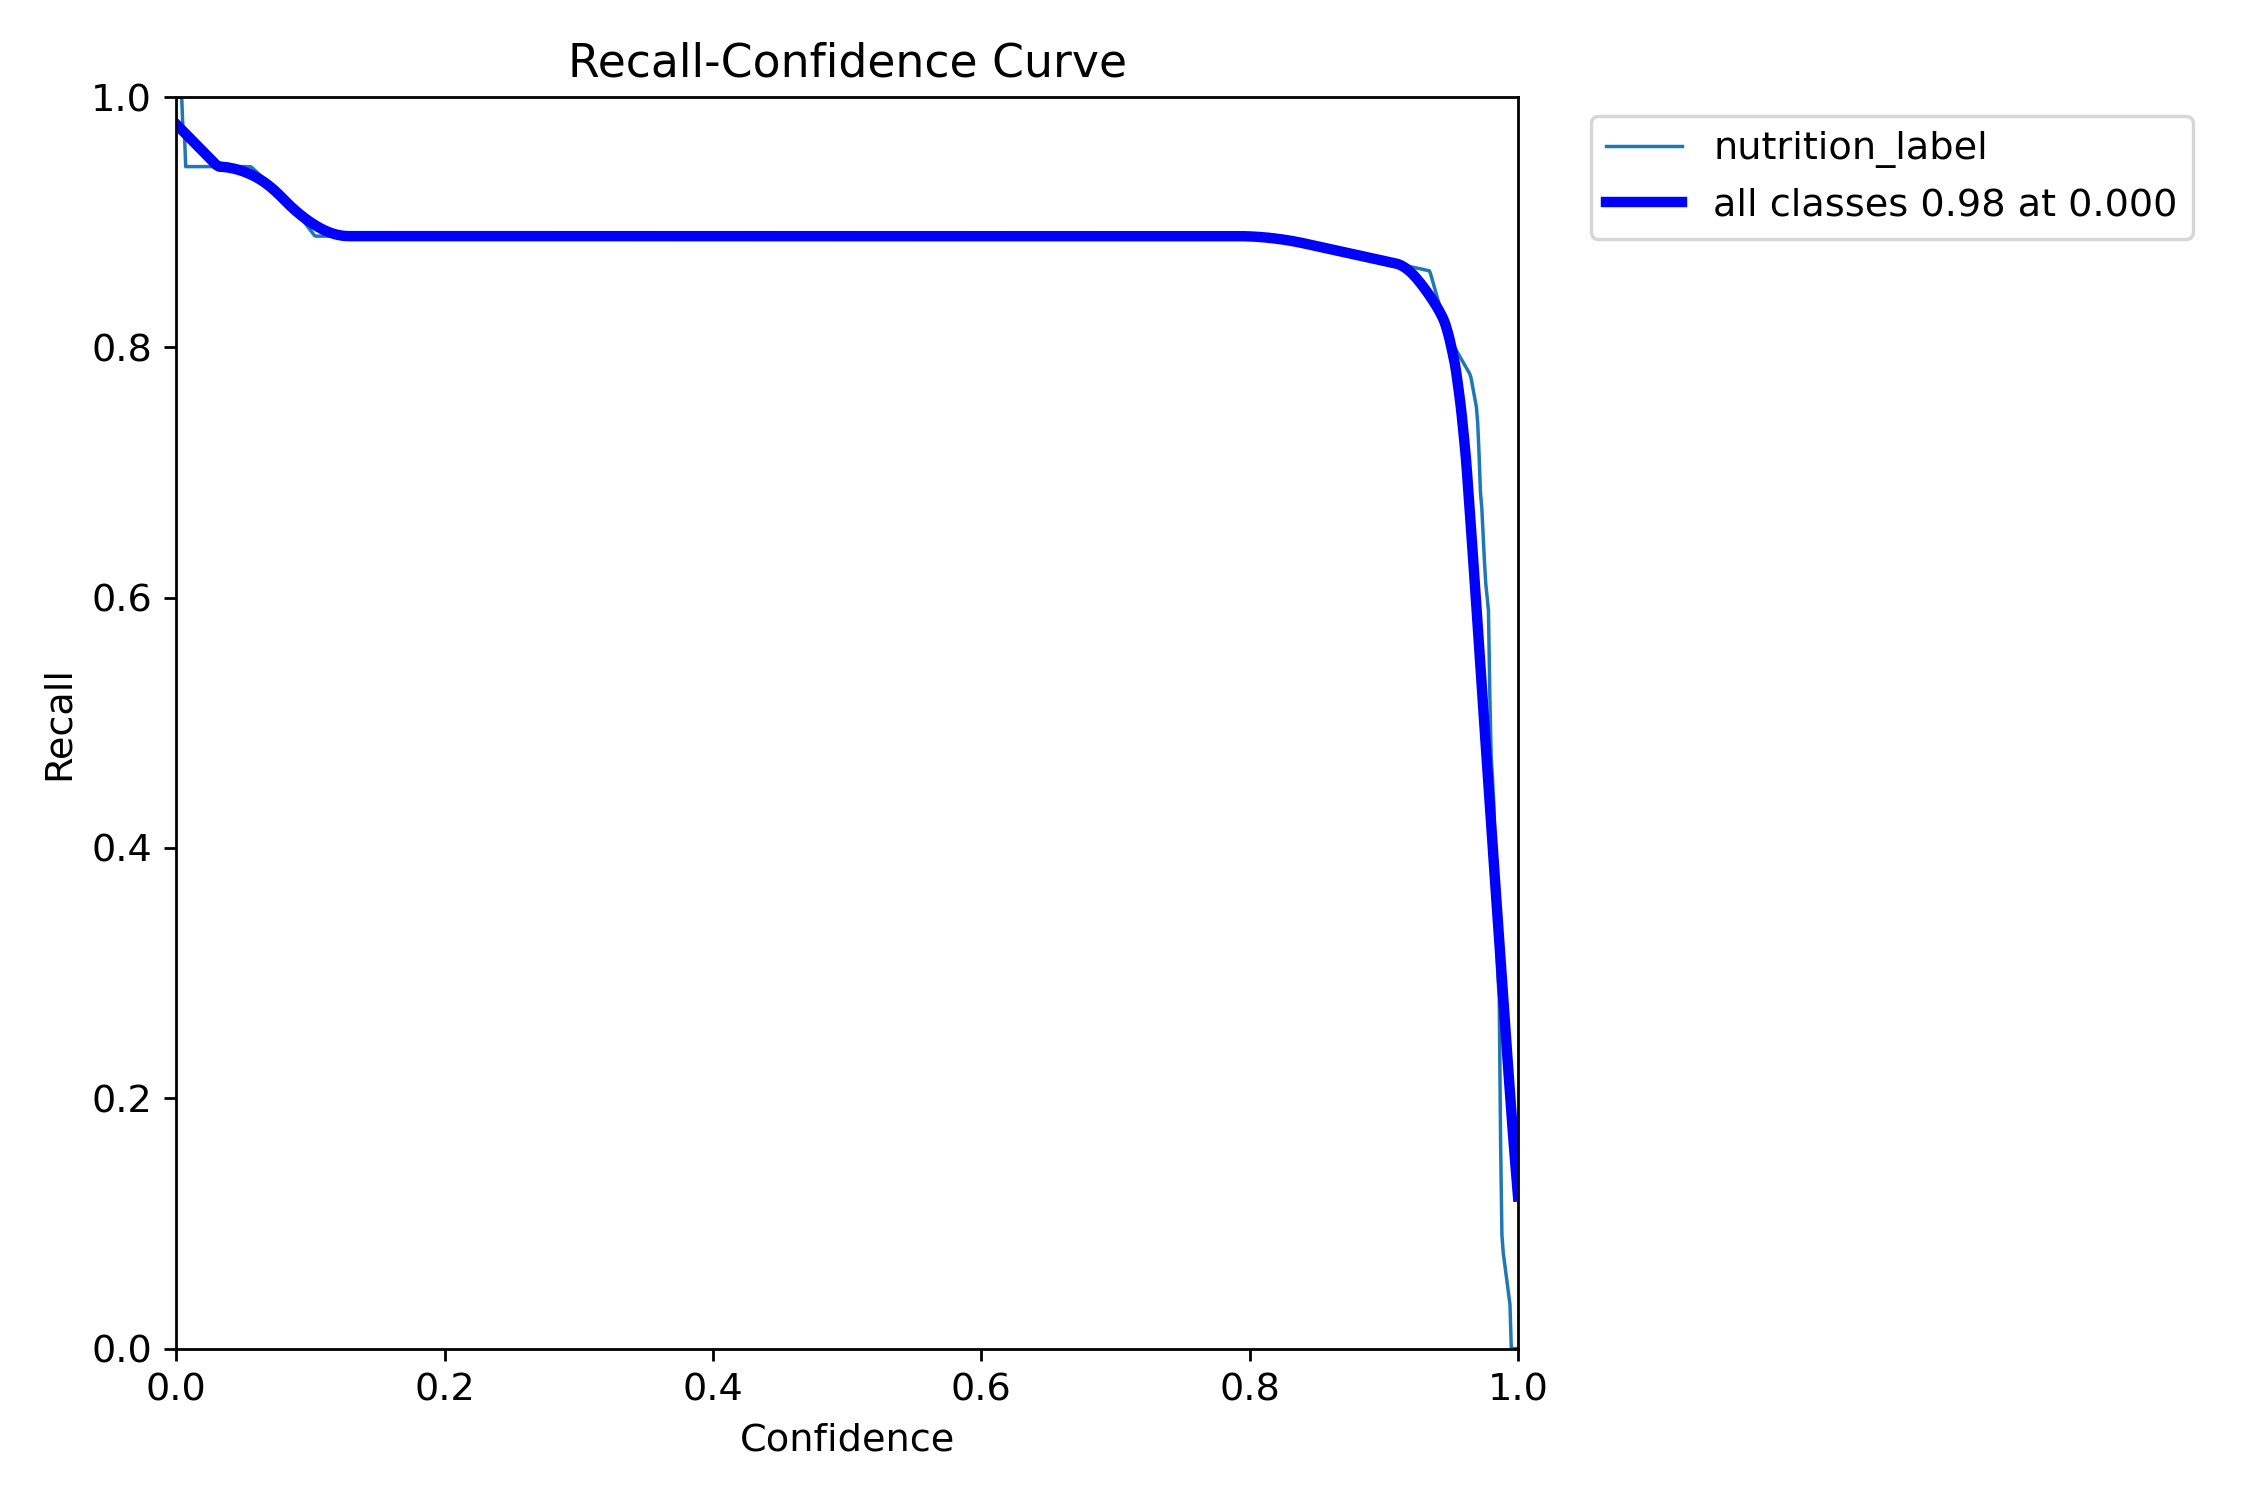 Recall-Confidence Curve
nutrition_label
all classes 0.98 at 0.000
Recall
1.0
0.8
0.6
0.4
0.2
0.0
0.0 0.2 0.4 0.6 0.8 1.0
Confidence